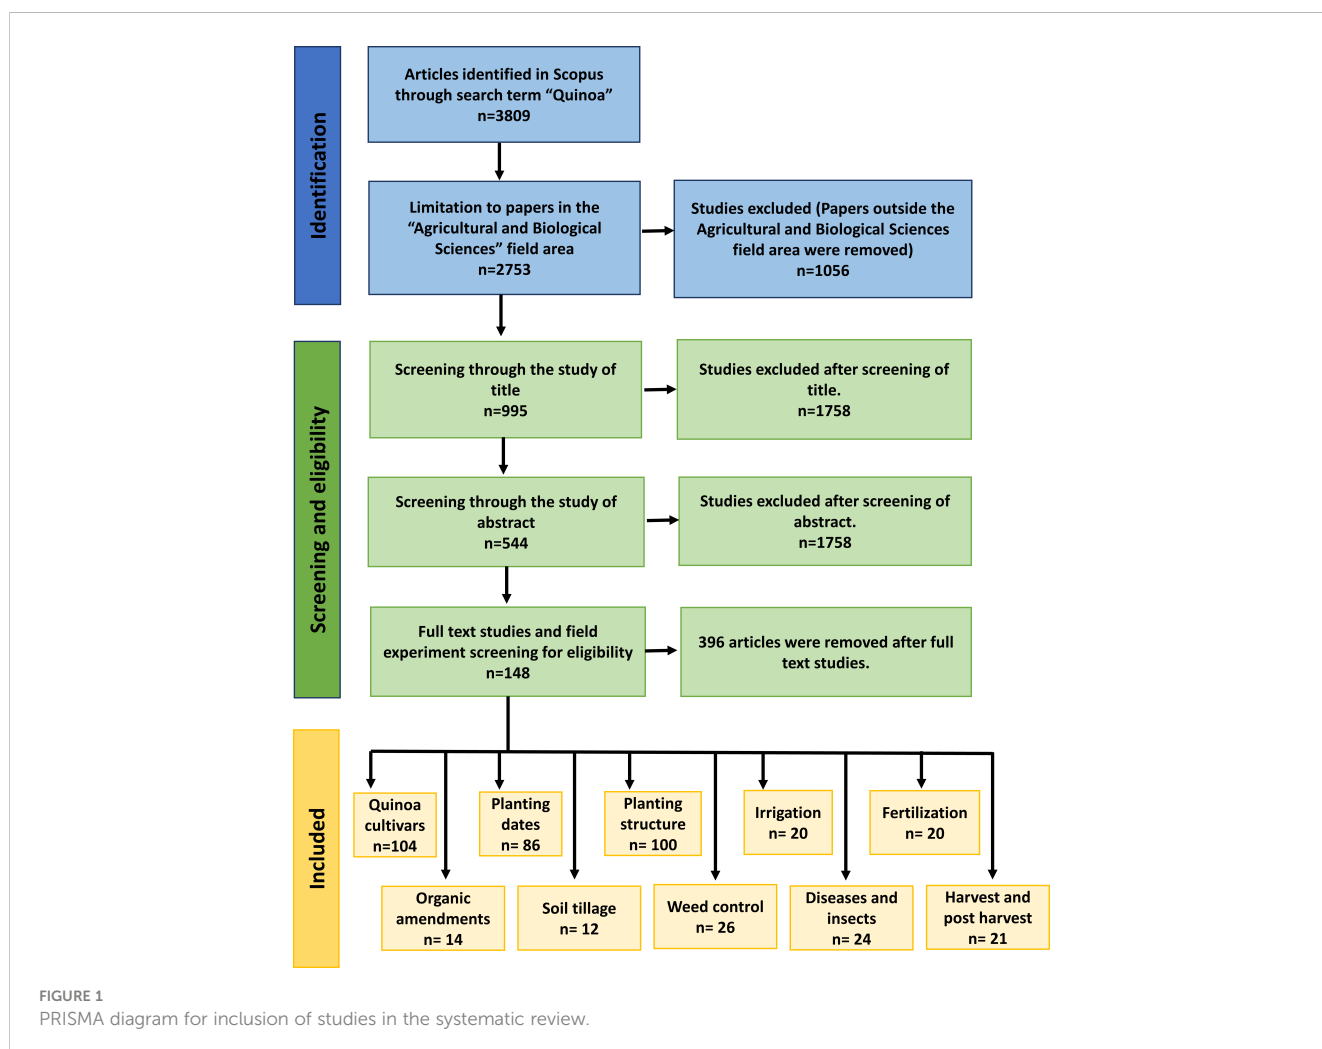 Identification
Articles identified in Scopus
through search term “Quinoa”
n=3809
Limitation to papers in the
“Agricultural and Biological
Sciences” field area
n=2753
Studies excluded (Papers outside the
Agricultural and Biological Sciences
field area were removed)
n=1056
Screening and eligibility
Screening through the study of
title
n=995
Studies excluded after screening of
title.
n=1758
Screening through the study of
abstract
n=544
Studies excluded after screening of
abstract.
n=1758
Full text studies and field
experiment screening for eligibility
n=148
396 articles were removed after full
text studies.
Included
Quinoa
cultivars
n=104
Planting
dates
n= 86
Planting
structure
n= 100
Irrigation
n= 20
Fertilization
n= 20
Organic
amendments
n= 14
Soil tillage
n= 12
Weed control
n= 26
Diseases and
insects
n= 24
Harvest and
post harvest
n= 21
FIGURE 1
PRISMA diagram for inclusion of studies in the systematic review.